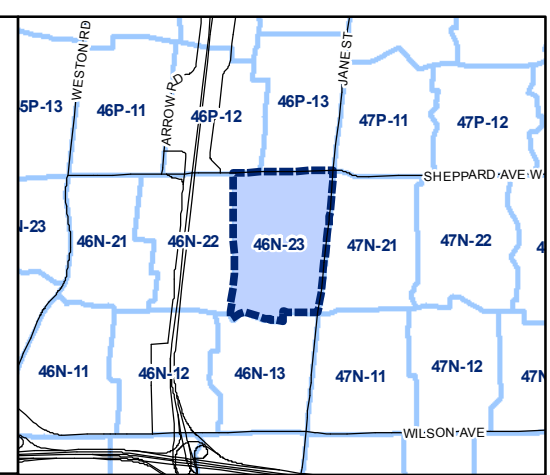 WESTON RD
ARROW RD
JANE ST
5P-13
46P-11
46P-12
46P-13
47P-11
47P-12
SHEPPARD AVE W
N-23
46N-21
46N-22
46N-23
47N-21
47N-22
4
46N-11
46N-12
46N-13
47N-11
47N-12
47N
WILSON AVE